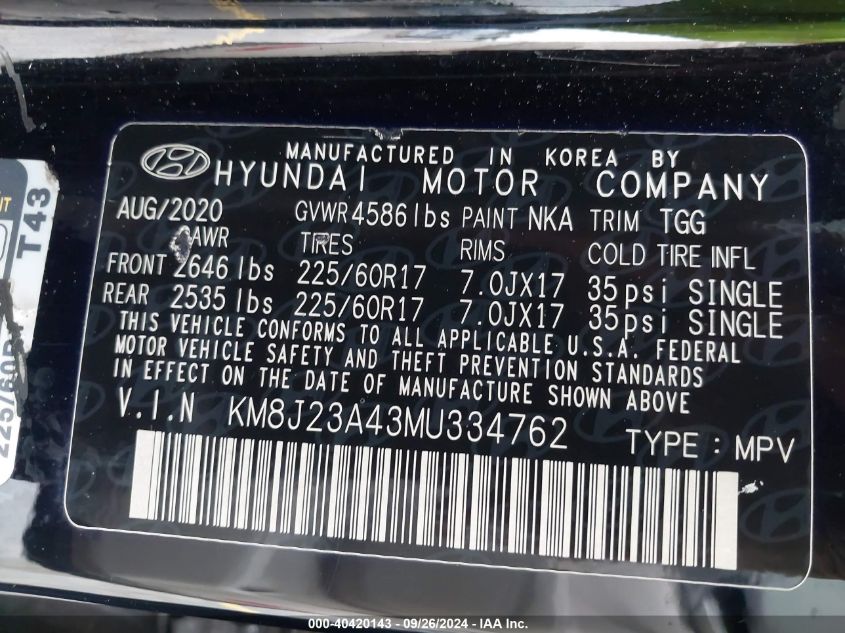 MANUFACTURED IN KOREA BY
HYUNDAI MOTOR COMPANY
AUG/2020 GVWR 4586 lbs PAINT NKA TRIM TGG
GAWR TIRES RIMS COLD TIRE INFL
FRONT 2646 lbs 225/60R17 7.0JX17 35psi SINGLE
REAR 2535 lbs 225/60R17 7.0JX17 35psi SINGLE
THIS VEHICLE CONFORMS TO ALL APPLICABLE U.S.A. FEDERAL
MOTOR VEHICLE SAFETY AND THEFT PREVENTION STANDARDS
IN EFFECT ON THE DATE OF MANUFACTURE SHOWN ABOVE.
V.I.N KM8J23A43MU334762 TYPE : MPV
T43
000-40420143 - 09/26/2024 - IAA Inc.